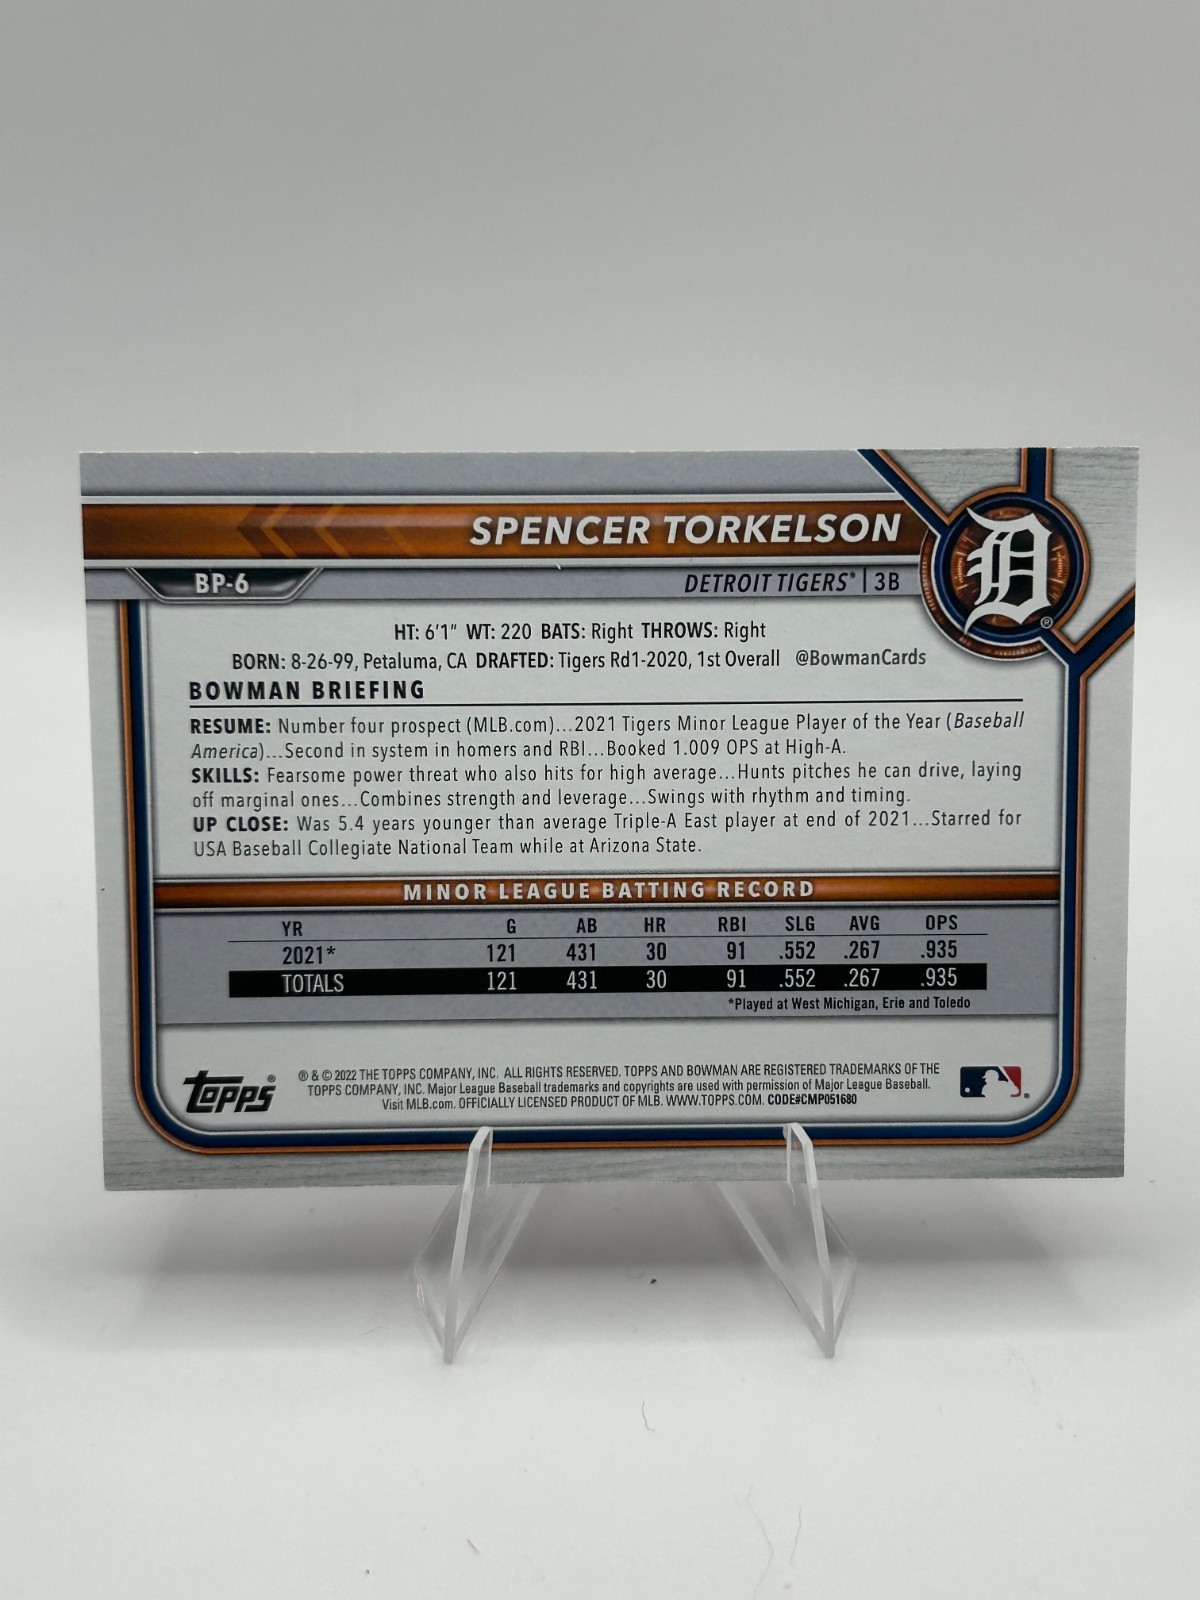 SPENCER TORKELSON
BP-6
DETROIT TIGERS® | 3B
D
®
HT: 6'1" WT: 220 BATS: Right THROWS: Right
BORN: 8-26-99, Petaluma, CA DRAFTED: Tigers Rd1-2020, 1st Overall @BowmanCards
BOWMAN BRIEFING
RESUME: Number four prospect (MLB.com)...2021 Tigers Minor League Player of the Year (Baseball
America)...Second in system in homers and RBI...Booked 1.009 OPS at High-A.
SKILLS: Fearsome power threat who also hits for high average...Hunts pitches he can drive, laying
off marginal ones...Combines strength and leverage...Swings with rhythm and timing.
UP CLOSE: Was 5.4 years younger than average Triple-A East player at end of 2021...Starred for
USA Baseball Collegiate National Team while at Arizona State.
MINOR LEAGUE BATTING RECORD
YR G AB HR RBI SLG AVG OPS
2021* 121 431 30 91 .552 .267 .935
TOTALS 121 431 30 91 .552 .267 .935
*Played at West Michigan, Erie and Toledo
topps®
® & © 2022 THE TOPPS COMPANY, INC. ALL RIGHTS RESERVED. TOPPS AND BOWMAN ARE REGISTERED TRADEMARKS OF THE
TOPPS COMPANY, INC. Major League Baseball trademarks and copyrights are used with permission of Major League Baseball.
Visit MLB.com. OFFICIALLY LICENSED PRODUCT OF MLB. WWW.TOPPS.COM. CODE#CMP051680
®